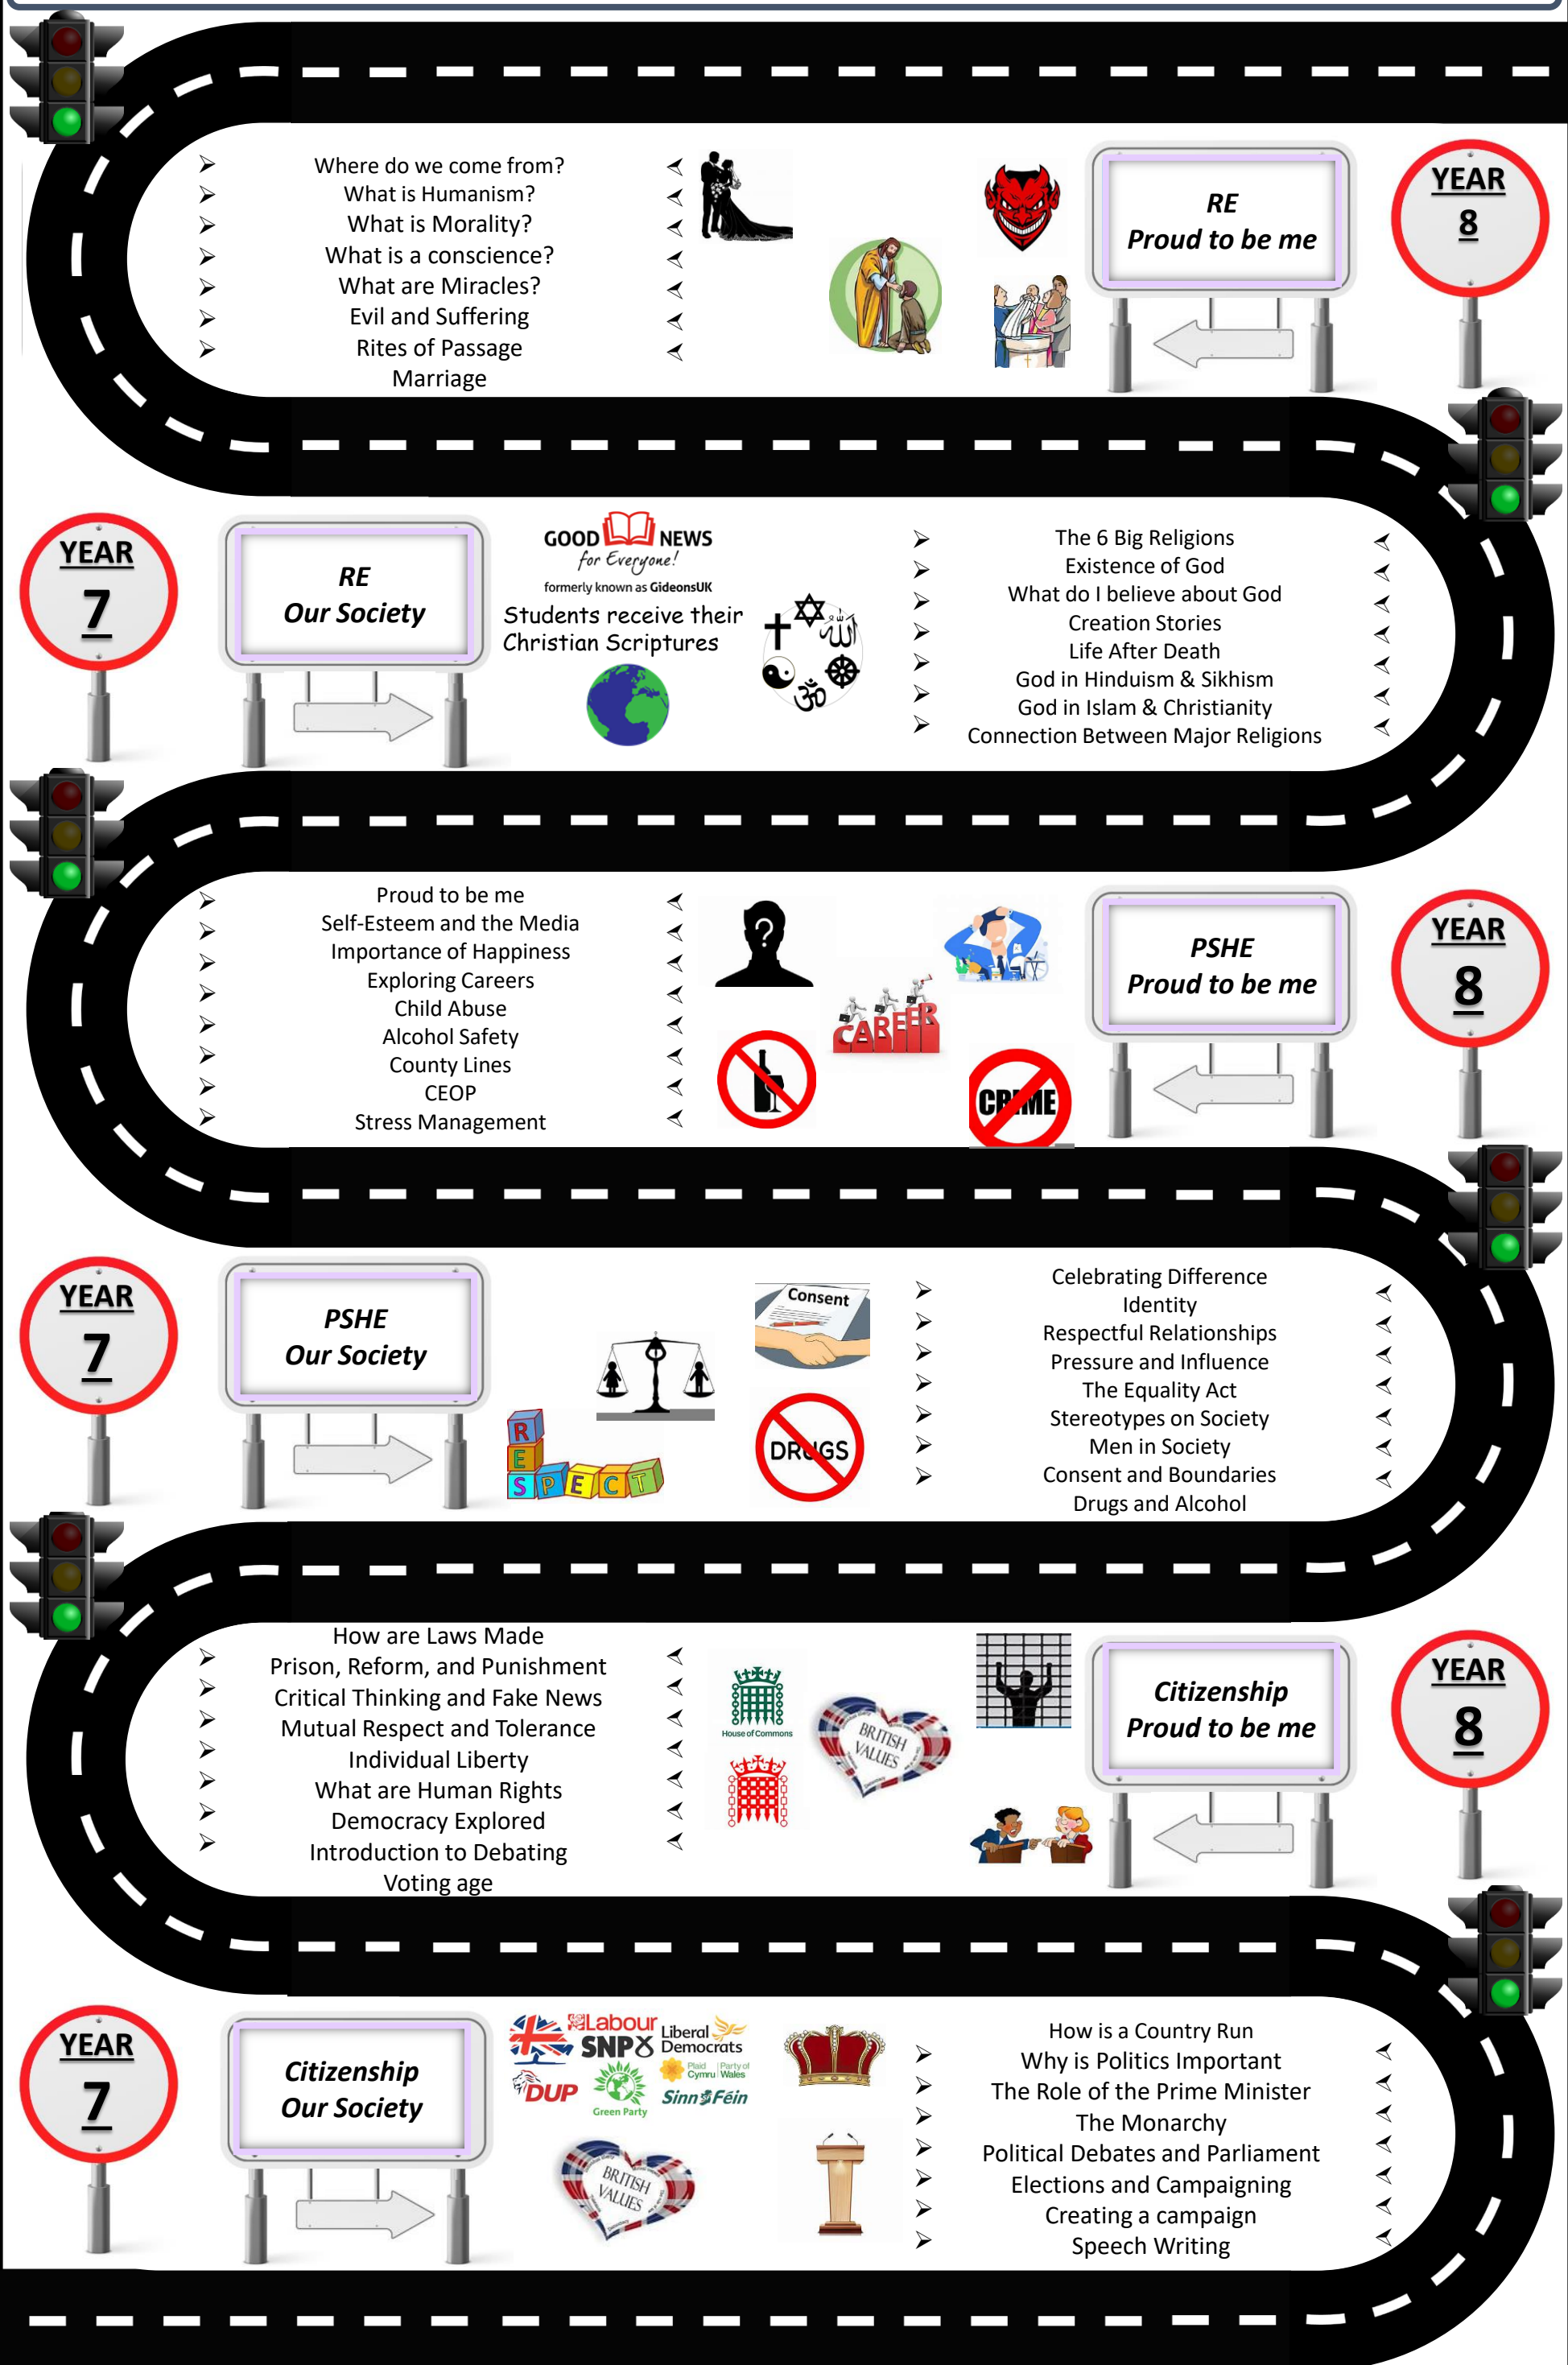 Where do we come from?
What is Humanism?
What is Morality?
What is a conscience?
What are Miracles?
Evil and Suffering
Rites of Passage
Marriage
RE
Proud to be me
YEAR
8
YEAR
7
RE
Our Society
GOOD NEWS
for Everyone!
formerly known as GideonsUK
Students receive their
Christian Scriptures
The 6 Big Religions
Existence of God
What do I believe about God
Creation Stories
Life After Death
God in Hinduism & Sikhism
God in Islam & Christianity
Connection Between Major Religions
Proud to be me
Self-Esteem and the Media
Importance of Happiness
Exploring Careers
Child Abuse
Alcohol Safety
County Lines
CEOP
Stress Management
?
CAREER
CRIME
PSHE
Proud to be me
YEAR
8
YEAR
7
PSHE
Our Society
RESPECT
Consent
DRUGS
Celebrating Difference
Identity
Respectful Relationships
Pressure and Influence
The Equality Act
Stereotypes on Society
Men in Society
Consent and Boundaries
Drugs and Alcohol
How are Laws Made
Prison, Reform, and Punishment
Critical Thinking and Fake News
Mutual Respect and Tolerance
Individual Liberty
What are Human Rights
Democracy Explored
Introduction to Debating
Voting age
House of Commons
BRITISH
VALUES
Citizenship
Proud to be me
YEAR
8
YEAR
7
Citizenship
Our Society
Labour
SNP
Liberal
Democrats
DUP
Green Party
Plaid Cymru | Party of Wales
Sinn Féin
BRITISH
VALUES
How is a Country Run
Why is Politics Important
The Role of the Prime Minister
The Monarchy
Political Debates and Parliament
Elections and Campaigning
Creating a campaign
Speech Writing